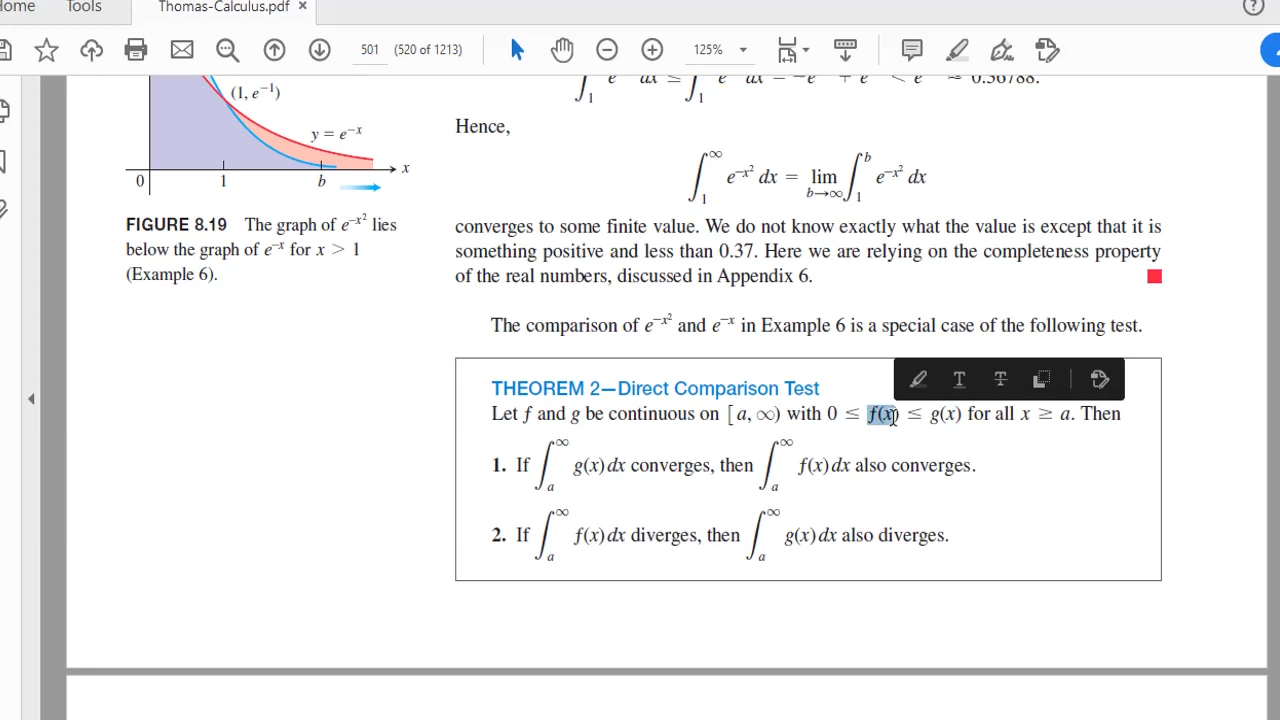 Home Tools Thomas-Calculus.pdf ×
501 (520 of 1213) 125%
(1, e⁻¹)
y = e⁻ˣ
0 1 b x
FIGURE 8.19 The graph of e^(−x²) lies
below the graph of e⁻ˣ for x > 1
(Example 6).
Hence,
∫₁^∞ e^(−x²) dx = lim_(b→∞) ∫₁^b e^(−x²) dx
converges to some finite value. We do not know exactly what the value is except that it is
something positive and less than 0.37. Here we are relying on the completeness property
of the real numbers, discussed in Appendix 6.
The comparison of e^(−x²) and e⁻ˣ in Example 6 is a special case of the following test.
THEOREM 2—Direct Comparison Test
Let f and g be continuous on [a, ∞) with 0 ≤ f(x) ≤ g(x) for all x ≥ a. Then
1. If ∫ₐ^∞ g(x) dx converges, then ∫ₐ^∞ f(x) dx also converges.
2. If ∫ₐ^∞ f(x) dx diverges, then ∫ₐ^∞ g(x) dx also diverges.